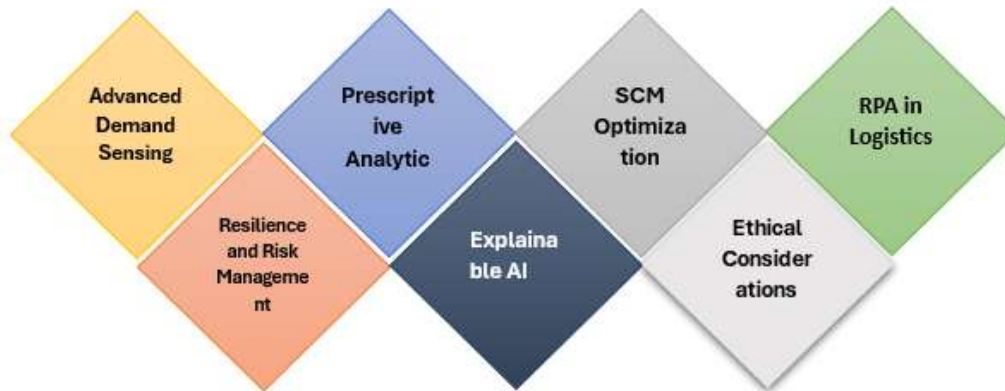 Advanced
Demand
Sensing
Prescript
ive
Analytic
SCM
Optimiza
tion
RPA in
Logistics
Resilience
and Risk
Manageme
nt
Explaina
ble AI
Ethical
Consider
ations